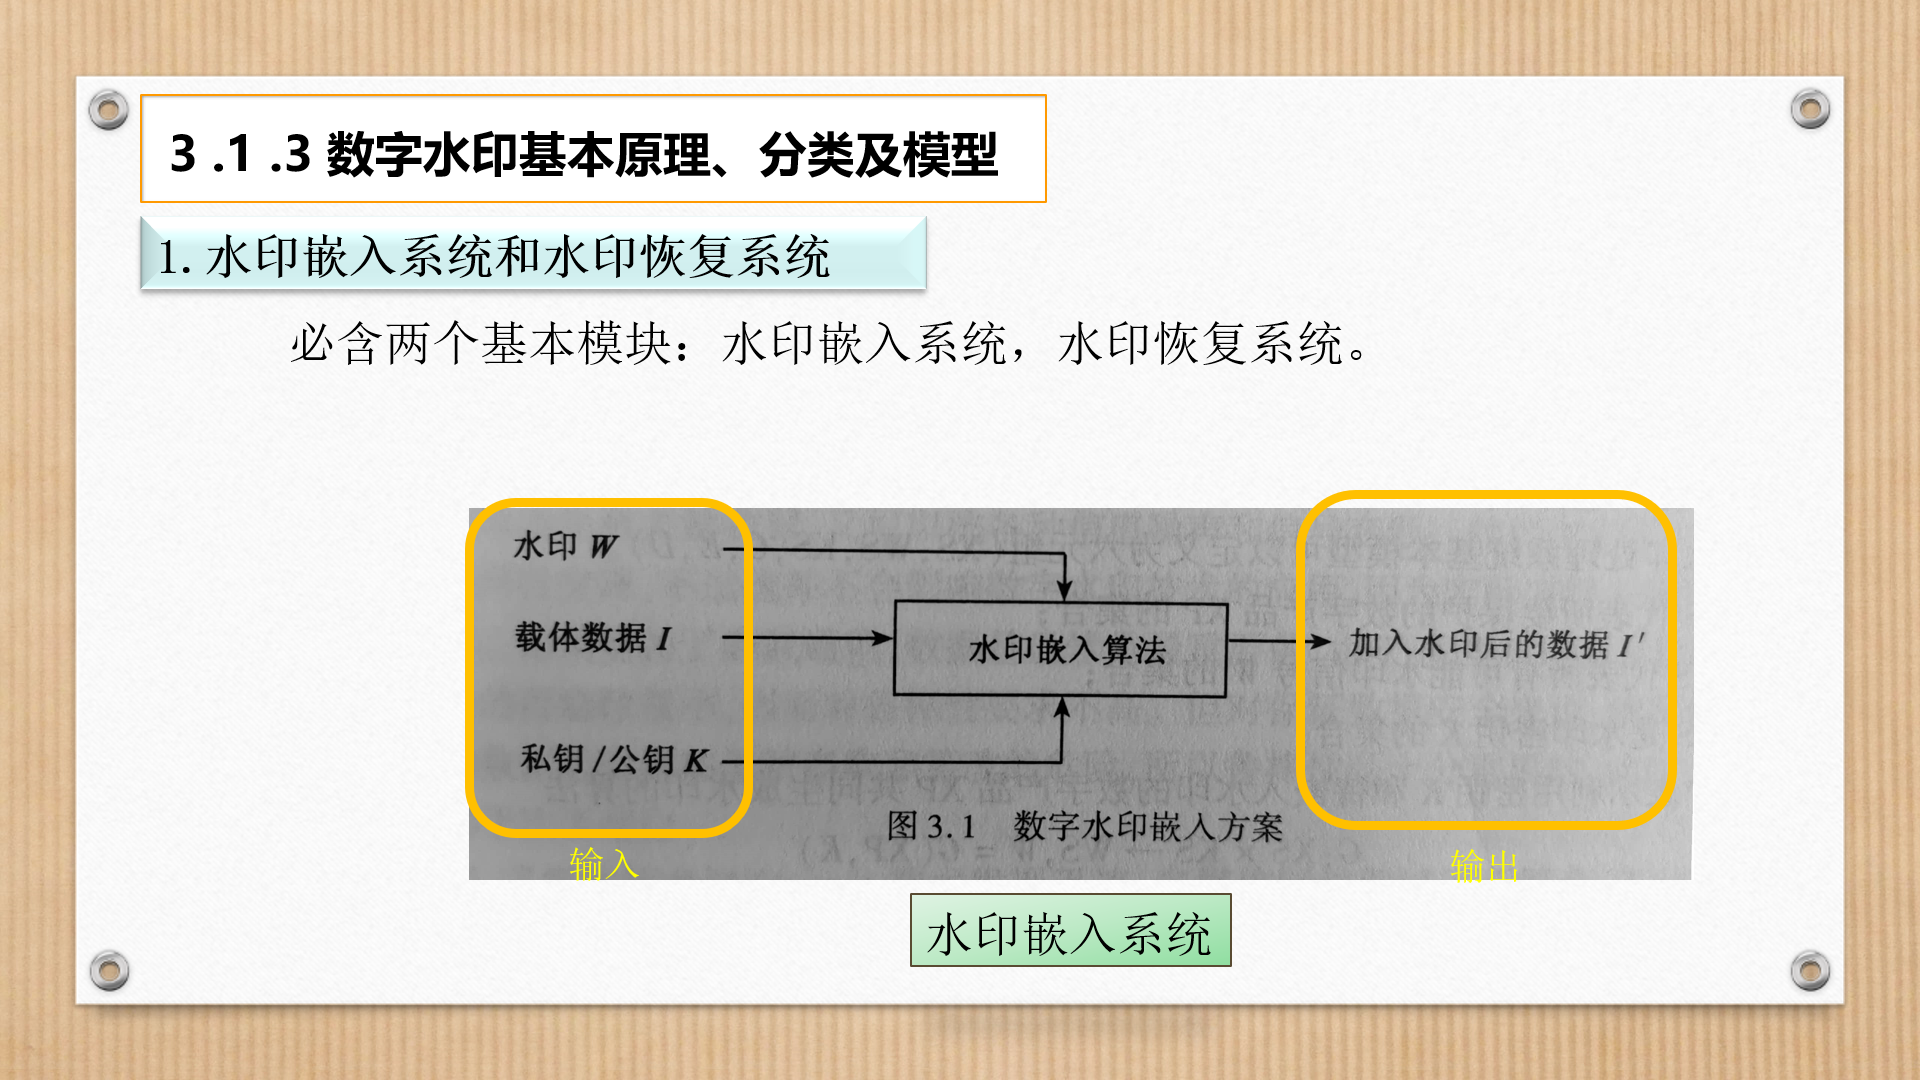 3 .1 .3 数字水印基本原理、分类及模型
1. 水印嵌入系统和水印恢复系统
必含两个基本模块：水印嵌入系统，水印恢复系统。
水印 W
载体数据 I
水印嵌入算法
加入水印后的数据 I′
私钥/公钥 K
图 3.1 数字水印嵌入方案
输入
输出
水印嵌入系统